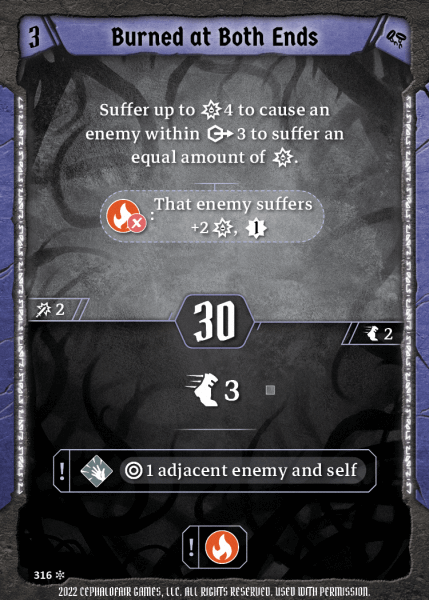 3
Burned at Both Ends
Suffer up to 4 to cause an
enemy within 3 to suffer an
equal amount of .
: That enemy suffers
+2 , 1
2
30
2
3
! 1 adjacent enemy and self
!
316
2022 CEPHALOFAIR GAMES, LLC. ALL RIGHTS RESERVED. USED WITH PERMISSION.